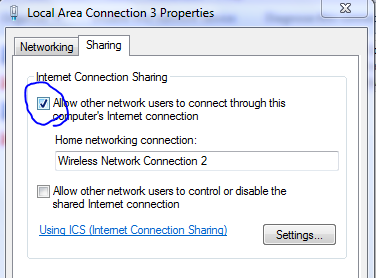 Local Area Connection 3 Properties
Networking
Sharing
Internet Connection Sharing
Allow other network users to connect through this
computer's Internet connection
Home networking connection:
Wireless Network Connection 2
Allow other network users to control or disable the
shared Internet connection
Using ICS (Internet Connection Sharing)
Settings...